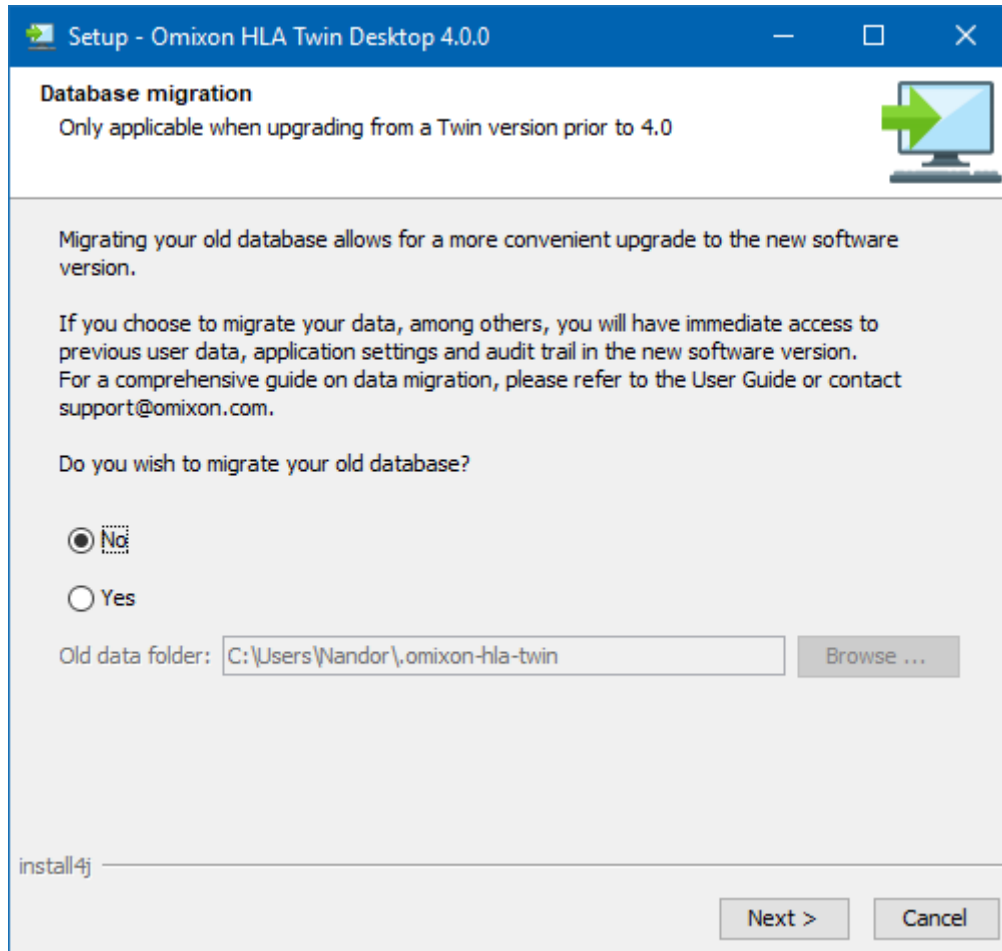 Setup - Omixon HLA Twin Desktop 4.0.0
Database migration
Only applicable when upgrading from a Twin version prior to 4.0
Migrating your old database allows for a more convenient upgrade to the new software
version.
If you choose to migrate your data, among others, you will have immediate access to
previous user data, application settings and audit trail in the new software version.
For a comprehensive guide on data migration, please refer to the User Guide or contact
support@omixon.com.
Do you wish to migrate your old database?
No
Yes
Old data folder: C:\Users\Nandor\.omixon-hla-twin Browse ...
install4j
Next > Cancel